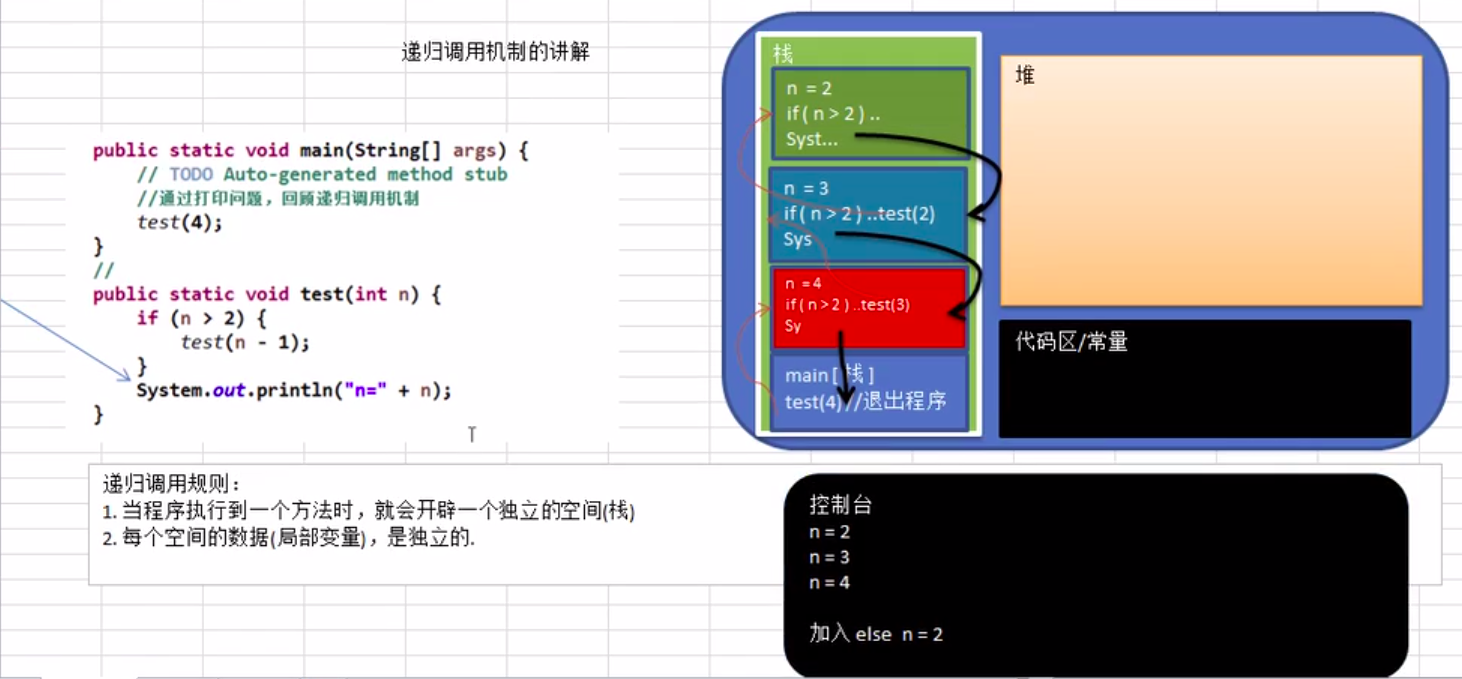 递归调用机制的讲解
public static void main(String[] args) {
// TODO Auto-generated method stub
//通过打印问题，回顾递归调用机制
test(4);
}
//
public static void test(int n) {
if (n > 2) {
test(n - 1);
}
System.out.println("n=" + n);
}
递归调用规则：
1. 当程序执行到一个方法时，就会开辟一个独立的空间(栈)
2. 每个空间的数据(局部变量)，是独立的.
栈
n = 2
if ( n > 2 ) ..
Syst...
n = 3
if ( n > 2 ) ..test(2)
Sys
n = 4
if ( n > 2 ) ..test(3)
Sy
main [ 栈 ]
test(4)//退出程序
堆
代码区/常量
控制台
n = 2
n = 3
n = 4
加入 else n = 2